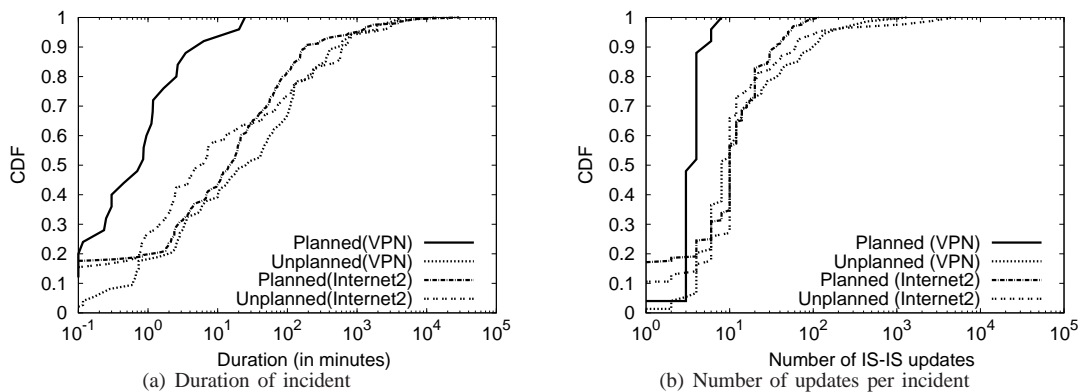 CDF
1
0.9
0.8
0.7
0.6
0.5
0.4
0.3
0.2
0.1
0
10^-1 10^0 10^1 10^2 10^3 10^4 10^5
Duration (in minutes)
Planned(VPN)
Unplanned(VPN)
Planned(Internet2)
Unplanned(Internet2)
(a) Duration of incident
CDF
1
0.9
0.8
0.7
0.6
0.5
0.4
0.3
0.2
0.1
0
10^0 10^1 10^2 10^3 10^4 10^5
Number of IS-IS updates
Planned (VPN)
Unplanned (VPN)
Planned (Internet2)
Unplanned (Internet2)
(b) Number of updates per incident